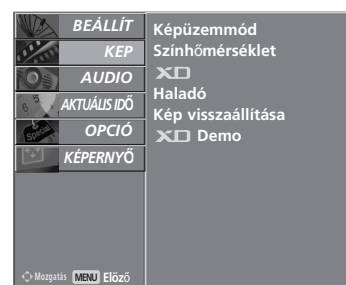 BEÁLLÍT
KEP
AUDIO
AKTUÁLIS IDŐ
OPCIÓ
KÉPERNYŐ
Képüzemmód
Színhőmérséklet
XD
Haladó
Kép visszaállítása
XD Demo
Mozgatás MENU Előző